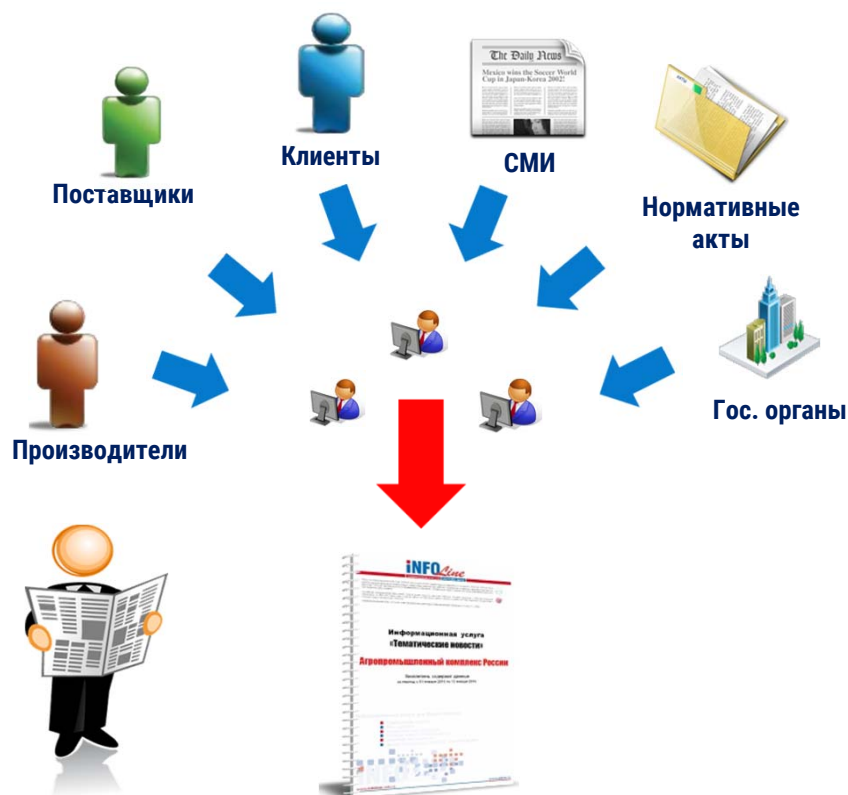 The Daily News
Mexico wins the Soccer World
Cup in Japan-Korea 2002!
Клиенты
СМИ
Поставщики
Нормативные
акты
Гос. органы
Производители
iNFOLine
Информационная услуга
«Тематические новости»
Агропромышленный комплекс России